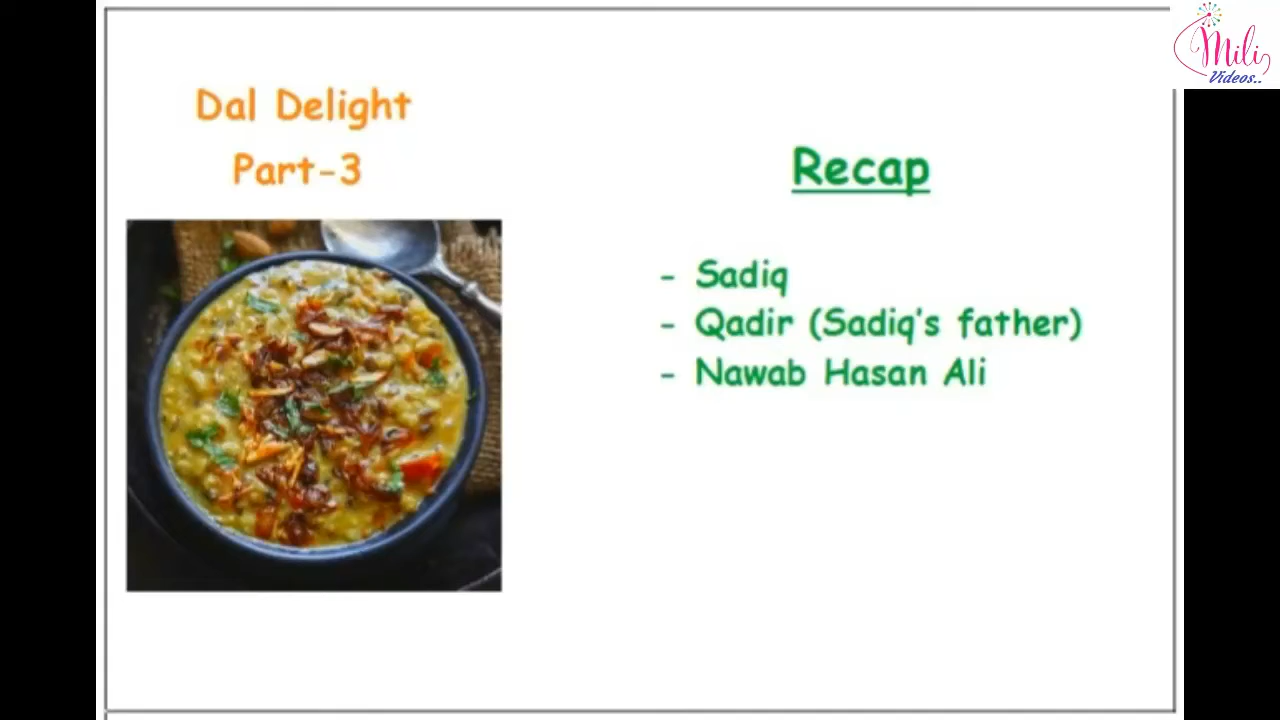 Dal Delight
Part-3
Recap
- Sadiq
- Qadir (Sadiq's father)
- Nawab Hasan Ali
Mili
Videos..